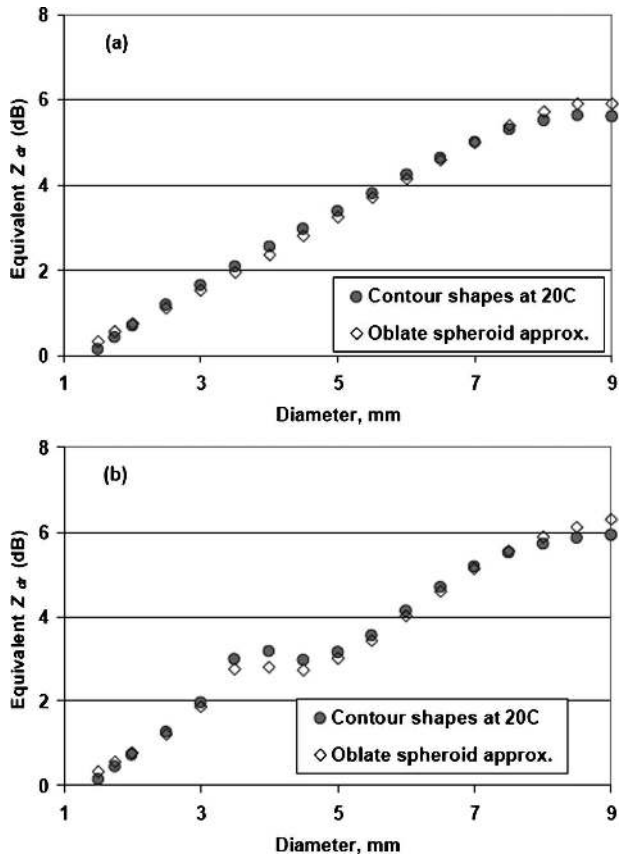 8
(a)
6
4
2
0
Equivalent Z dr (dB)
Contour shapes at 20C
Oblate spheroid approx.
1 3 5 7 9
Diameter, mm
8
(b)
6
4
2
0
Equivalent Z dr (dB)
Contour shapes at 20C
Oblate spheroid approx.
1 3 5 7 9
Diameter, mm